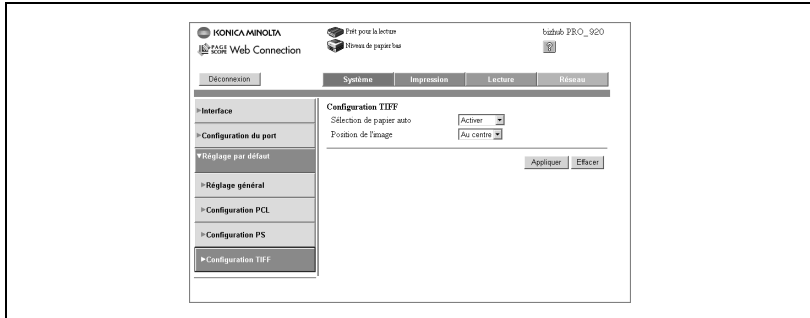 KONICA MINOLTA
PAGE SCOPE Web Connection
Prêt pour la lecture
Niveau de papier bas
bizhub PRO_920
?
Déconnexion
Système Impression Lecture Réseau
Interface
Configuration du port
Réglage par défaut
Réglage général
Configuration PCL
Configuration PS
Configuration TIFF
Configuration TIFF
Sélection de papier auto Activer
Position de l'image Au centre
Appliquer Effacer